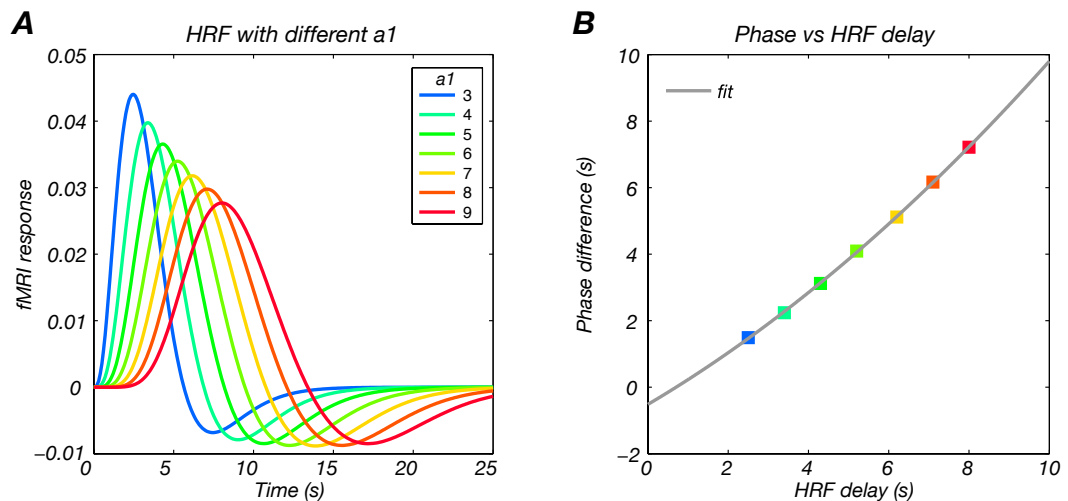 A
HRF with different a1
fMRI response
0.05
0.04
0.03
0.02
0.01
0
−0.01
a1
3
4
5
6
7
8
9
0 5 10 15 20 25
Time (s)
B
Phase vs HRF delay
Phase difference (s)
10
8
6
4
2
0
−2
fit
0 2 4 6 8 10
HRF delay (s)